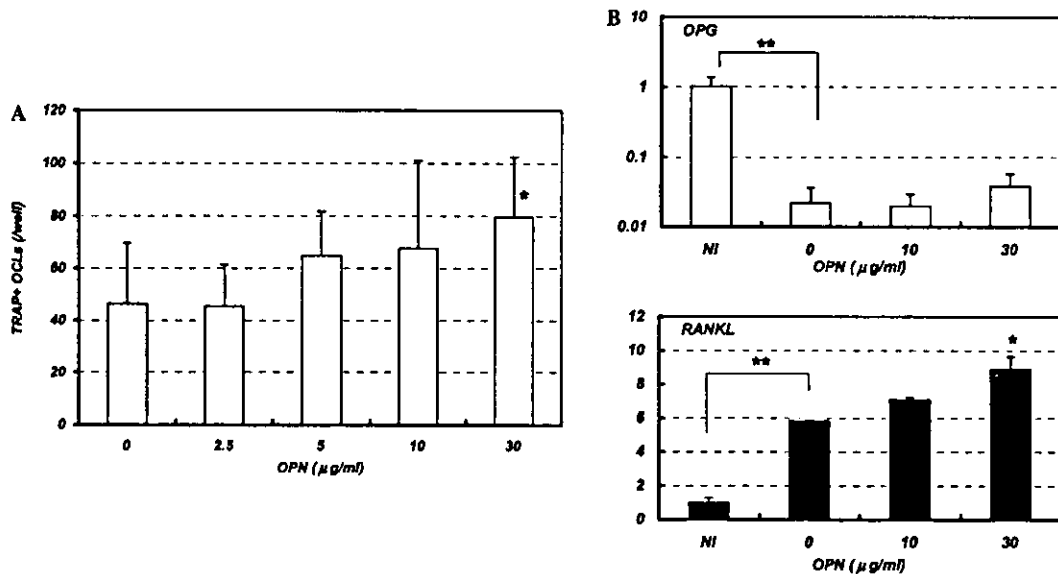 A
TRAP+ OCLs (/well)
120
100
80
60
40
20
0
*
0 2.5 5 10 30
OPN (μg/ml)
B
OPG
10
1
0.1
0.01
**
NI 0 10 30
OPN (μg/ml)
RANKL
12
10
8
6
4
2
0
**
*
NI 0 10 30
OPN (μg/ml)